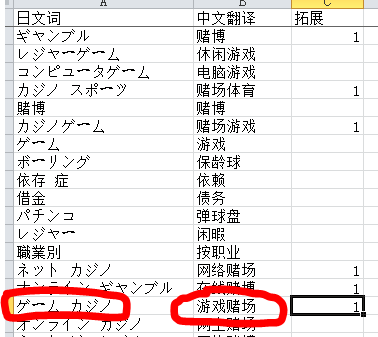 A B C
日文词 中文翻译 拓展
ギャンブル 赌博 1
レジャーゲーム 休闲游戏
コンピュータゲーム 电脑游戏
カジノ スポーツ 赌场体育 1
賭博 赌博
カジノゲーム 赌场游戏 1
ゲーム 游戏
ボーリング 保龄球
依存 症 依赖
借金 债务
パチンコ 弹球盘
レジャー 闲暇
職業別 按职业
ネット カジノ 网络赌场 1
オンライン ギャンブル 在线赌博 1
ゲーム カジノ 游戏赌场 1
オンライン カジノ 网上赌场